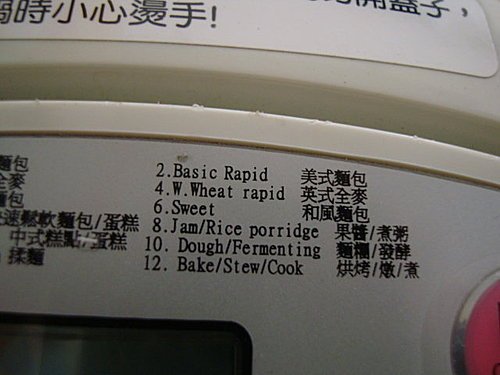 時小心燙手!
蓋子,
麵包 2.Basic Rapid 美式麵包
全麥 4.W.Wheat rapid 英式全麥
麵包 6.Sweet 和風麵包
速鬆軟麵包/蛋糕 8.Jam/Rice porridge 果醬/煮粥
中式糕點/蛋糕 10. Dough/Fermenting 麵糰/發酵
揉麵 12. Bake/Stew/Cook 烘烤/燉/煮